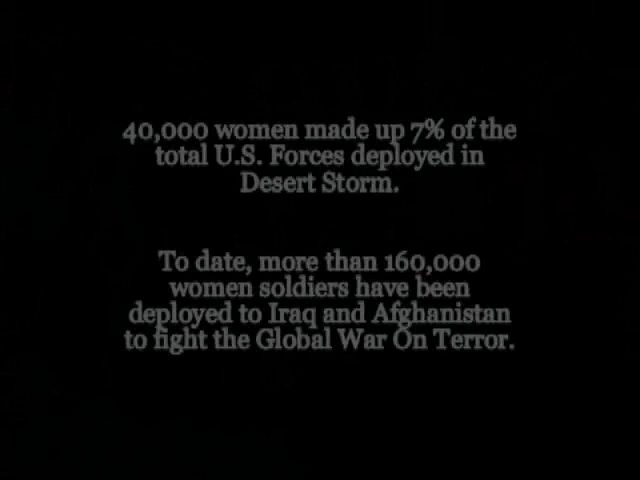 40,000 women made up 7% of the
total U.S. Forces deployed in
Desert Storm.
To date, more than 160,000
women soldiers have been
deployed to Iraq and Afghanistan
to fight the Global War On Terror.